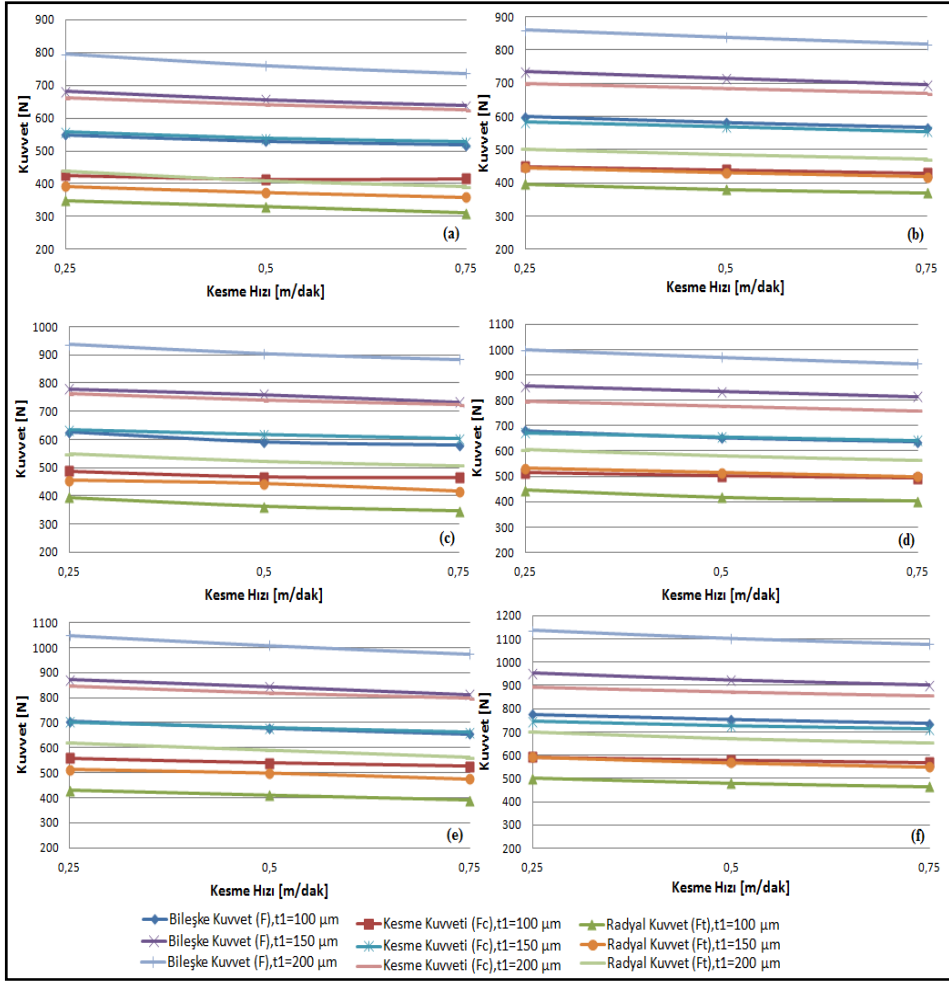 900
800
700
600
500
400
300
200
Kuvvet [N]
0,25
0,5
0,75
Kesme Hızı [m/dak]
(a)
900
800
700
600
500
400
300
200
Kuvvet [N]
0,25
0,5
0,75
Kesme Hızı [m/dak]
(b)
1000
900
800
700
600
500
400
300
200
Kuvvet [N]
0,25
0,5
0,75
Kesme Hızı [m/dak]
(c)
1100
1000
900
800
700
600
500
400
300
200
Kuvvet [N]
0,25
0,5
0,75
Kesme Hızı [m/dak]
(d)
1100
1000
900
800
700
600
500
400
300
200
Kuvvet [N]
0,25
0,5
0,75
Kesme Hızı [m/dak]
(e)
1200
1100
1000
900
800
700
600
500
400
300
200
Kuvvet [N]
0,25
0,5
0,75
Kesme Hızı [m/dak]
(f)
Bileşke Kuvvet (F),t1=100 µm
Kesme Kuvveti (Fc),t1=100 µm
Radyal Kuvvet (Ft),t1=100 µm
Bileşke Kuvvet (F),t1=150 µm
Kesme Kuvveti (Fc),t1=150 µm
Radyal Kuvvet (Ft),t1=150 µm
Bileşke Kuvvet (F),t1=200 µm
Kesme Kuvveti (Fc),t1=200 µm
Radyal Kuvvet (Ft),t1=200 µm